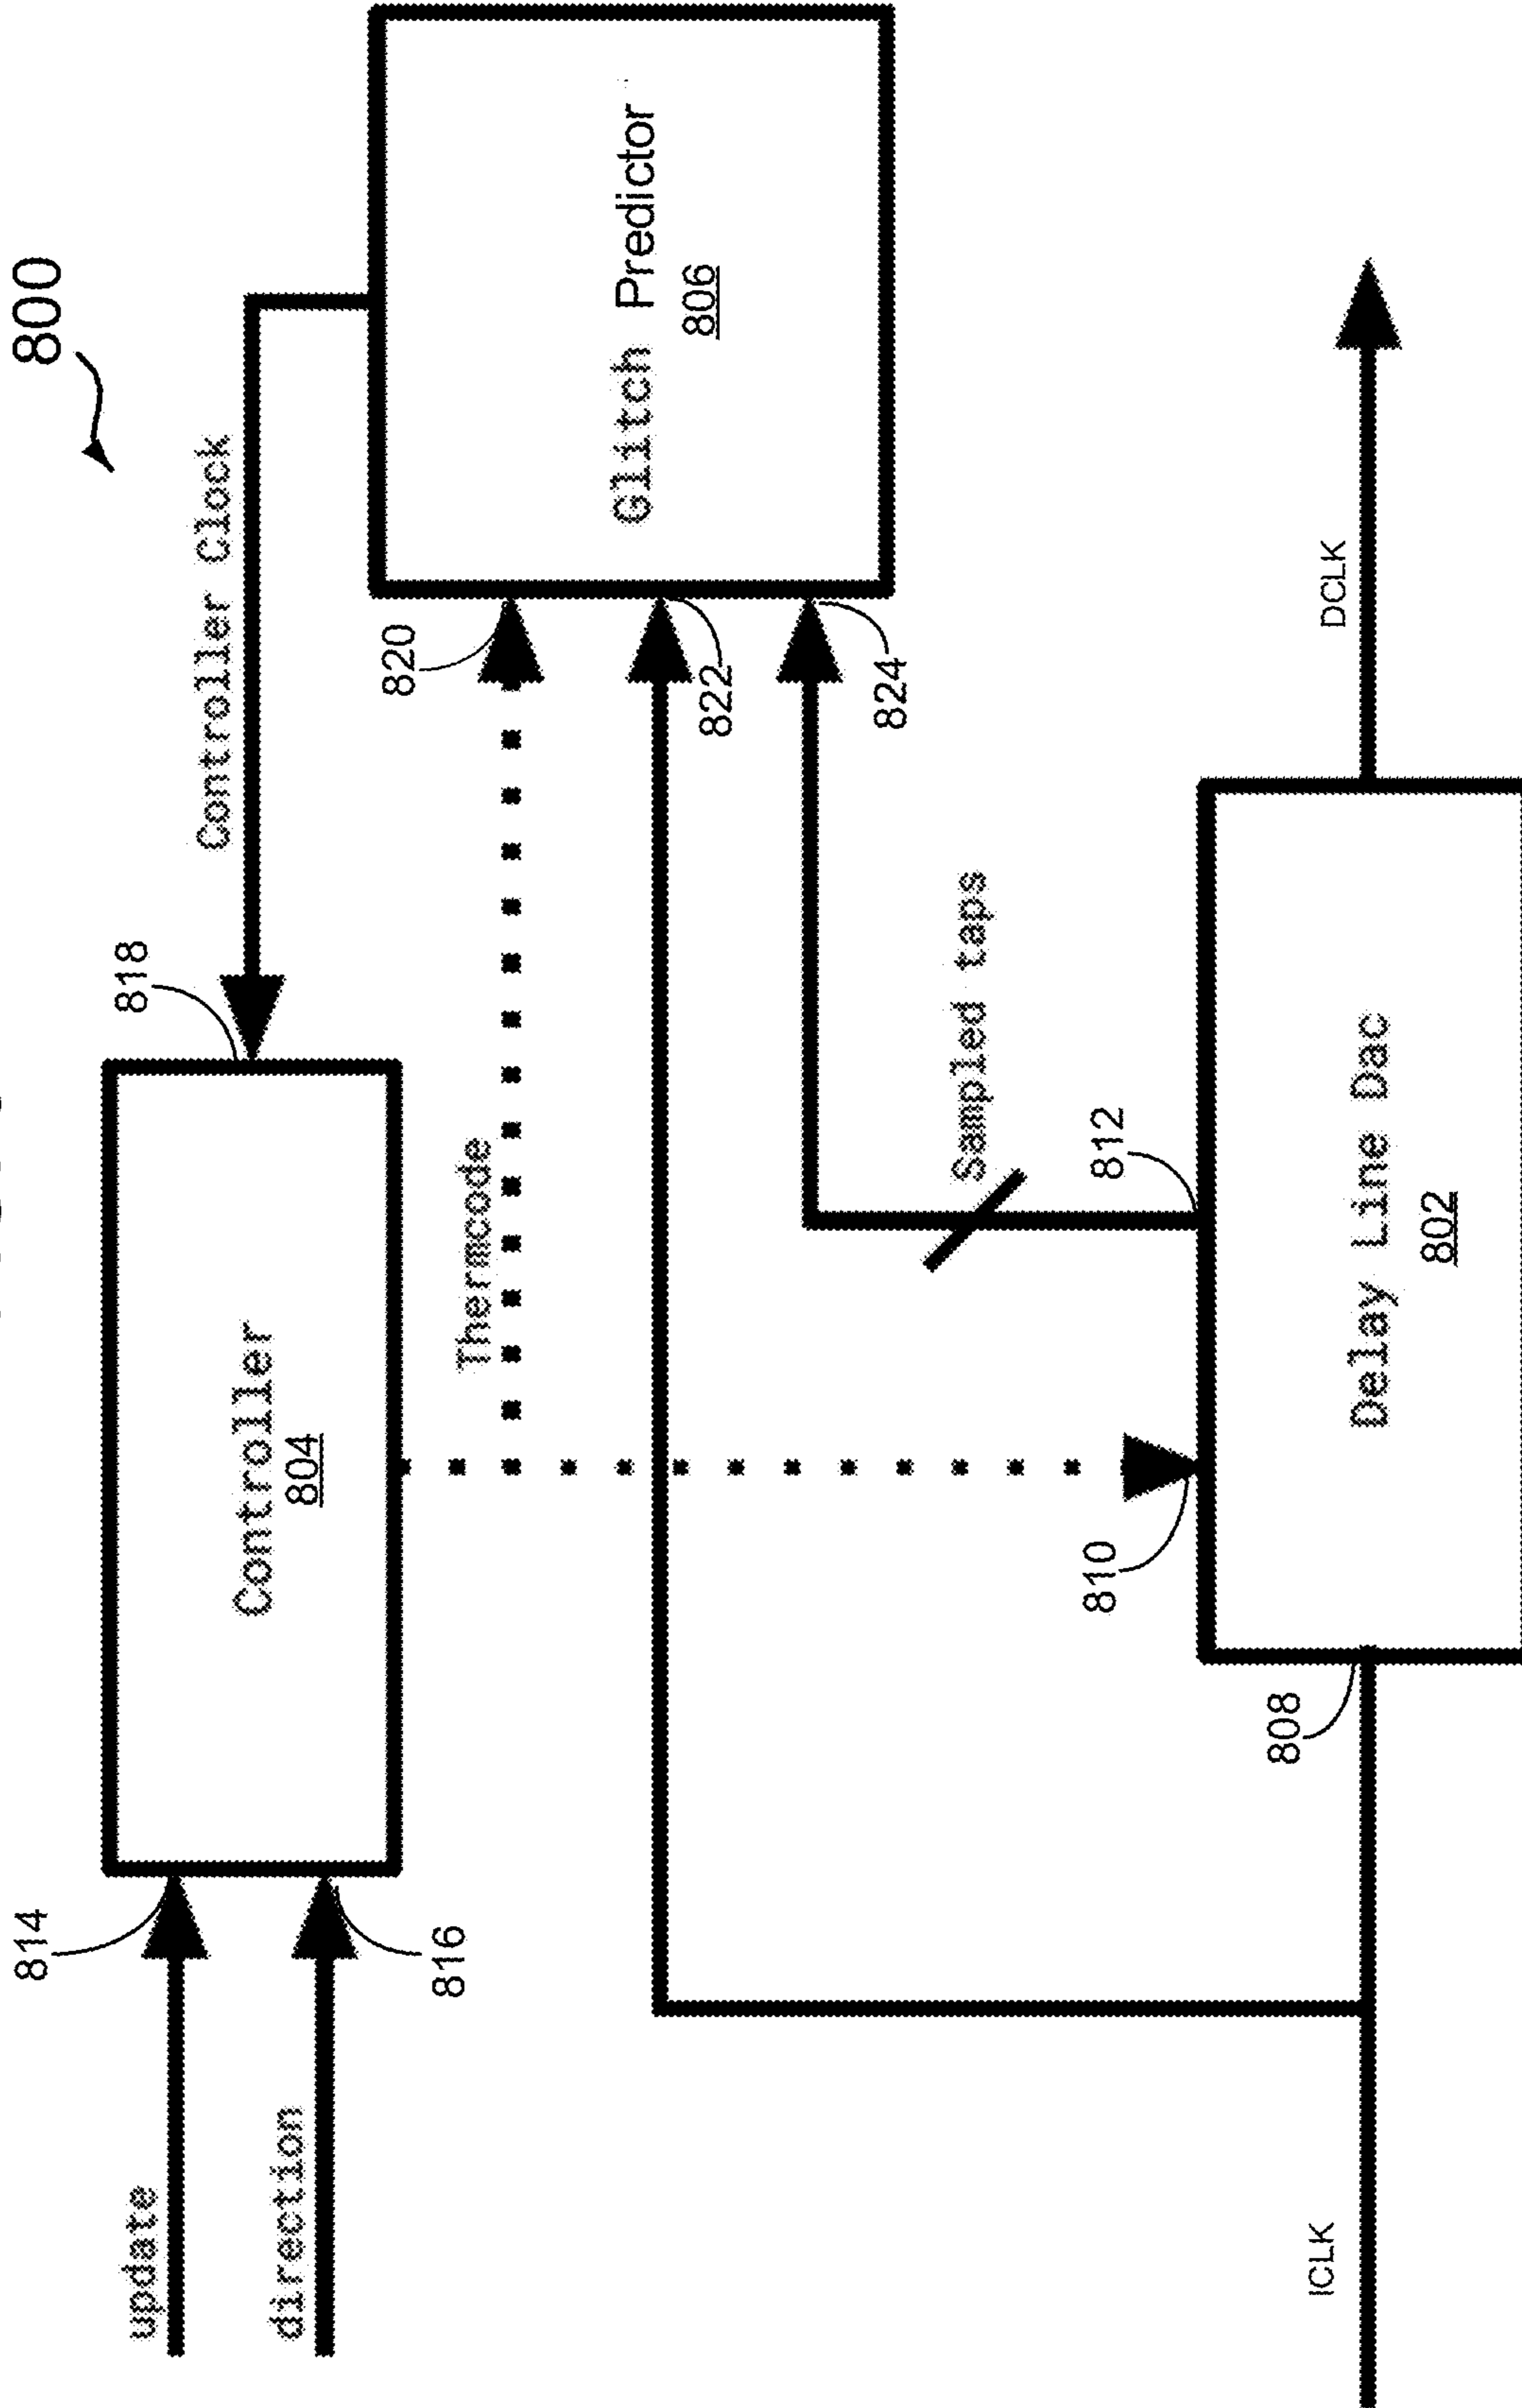 800
Controller Clock
818
814
update
direction
816
Controller
804
Thermcode
820
822
824
Glitch Predictor
806
Sampled taps
812
810
808
ICLK
Delay Line Dac
802
DCLK